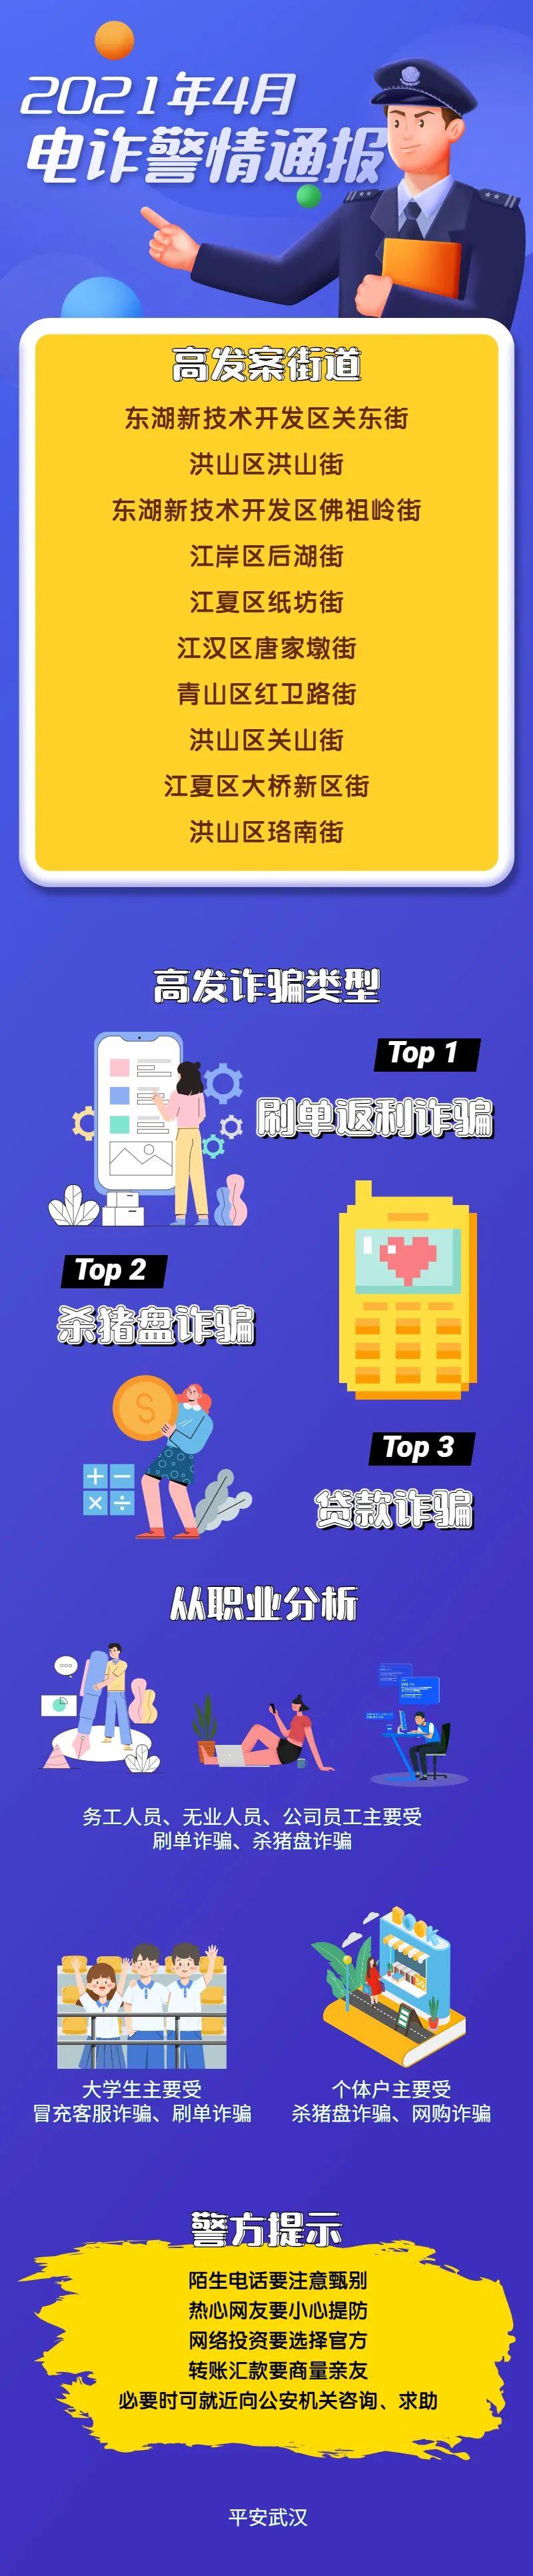 2021年4月
电诈警情通报
高发案街道
东湖新技术开发区关东街
洪山区洪山街
东湖新技术开发区佛祖岭街
江岸区后湖街
江夏区纸坊街
江汉区唐家墩街
青山区红卫路街
洪山区关山街
江夏区大桥新区街
洪山区珞南街
高发诈骗类型
Top 1
刷单返利诈骗
Top 2
杀猪盘诈骗
Top 3
贷款诈骗
从职业分析
务工人员、无业人员、公司员工主要受
刷单诈骗、杀猪盘诈骗
BOOK
大学生主要受
冒充客服诈骗、刷单诈骗
个体户主要受
杀猪盘诈骗、网购诈骗
警方提示
陌生电话要注意甄别
热心网友要小心提防
网络投资要选择官方
转账汇款要商量亲友
必要时可就近向公安机关咨询、求助
平安武汉